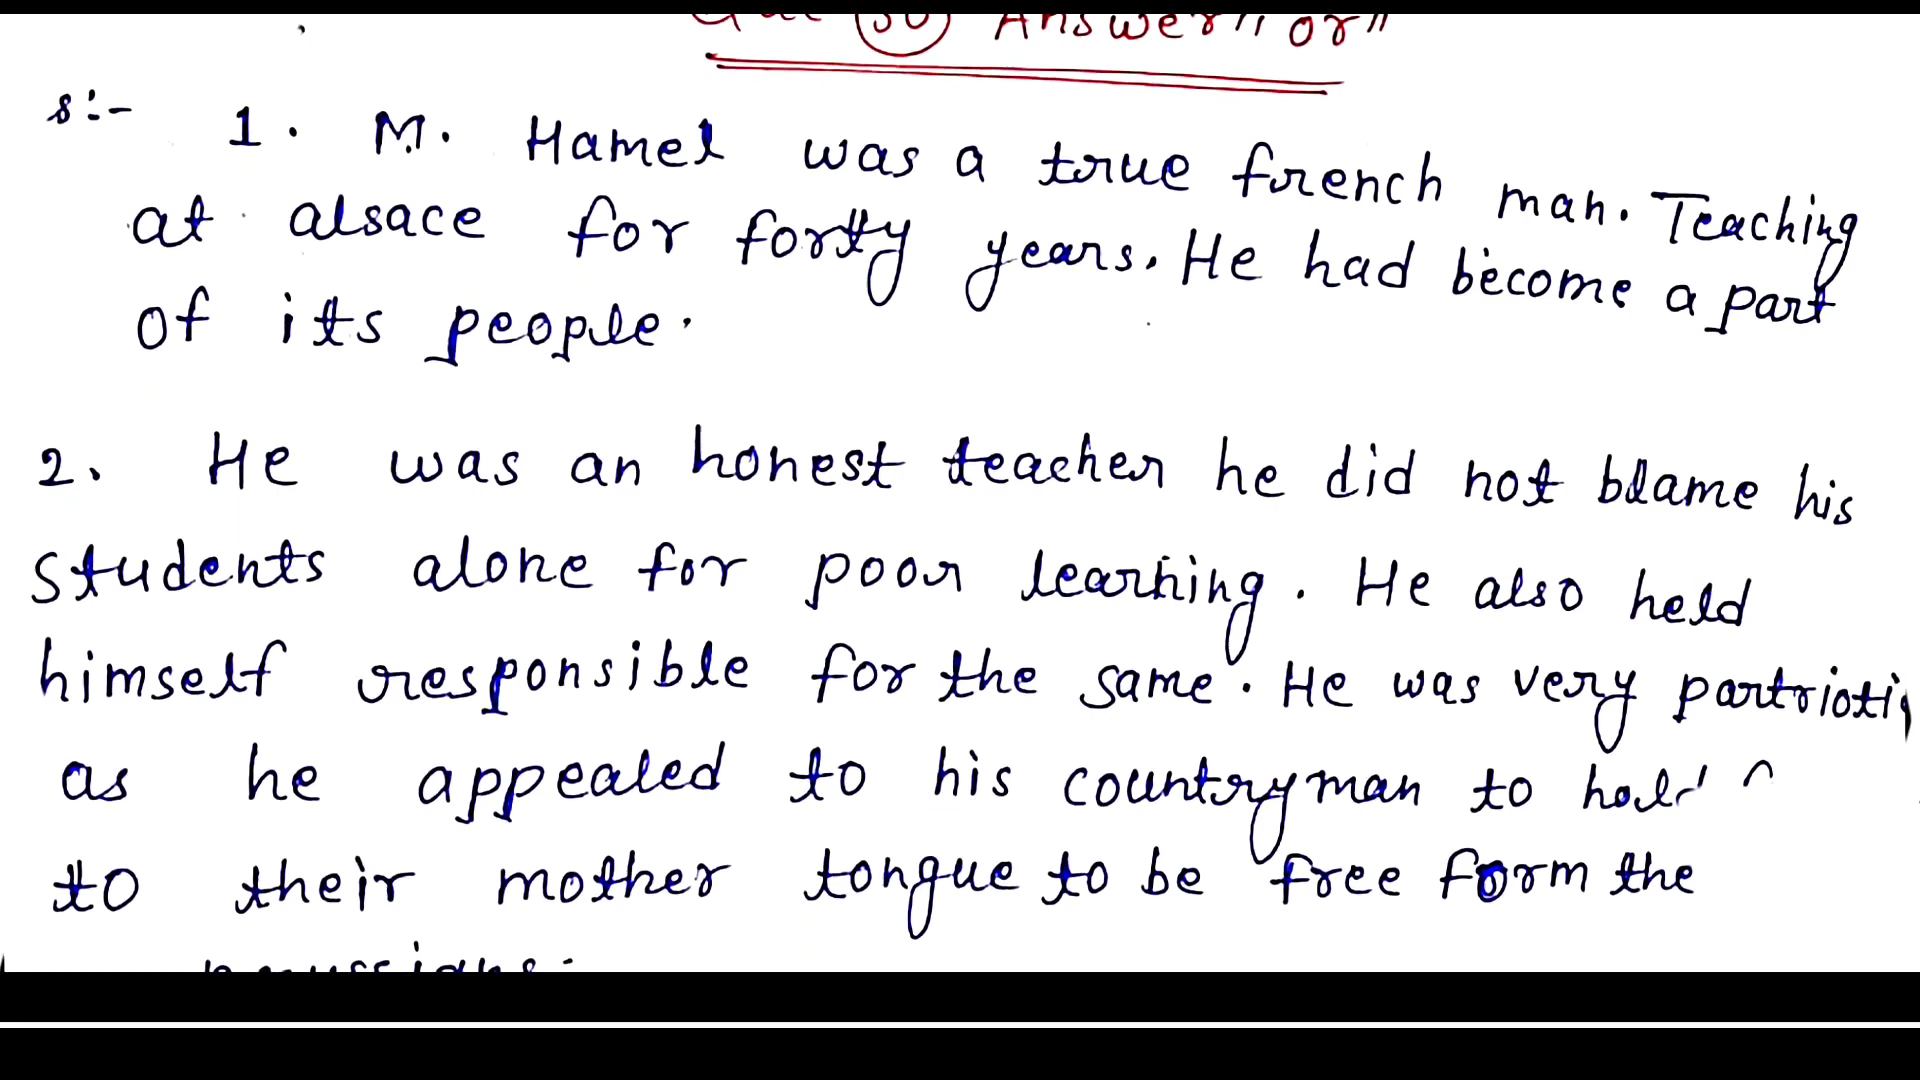 (30) Answer "or"
s:- 1. M. Hamel was a true french man. Teaching
at alsace for forty years. He had become a part
of its people.
2. He was an honest teacher he did not blame his
students alone for poor learning. He also held
himself responsible for the same. He was very partrioti
as he appealed to his countryman to
to their mother tongue to be free form the